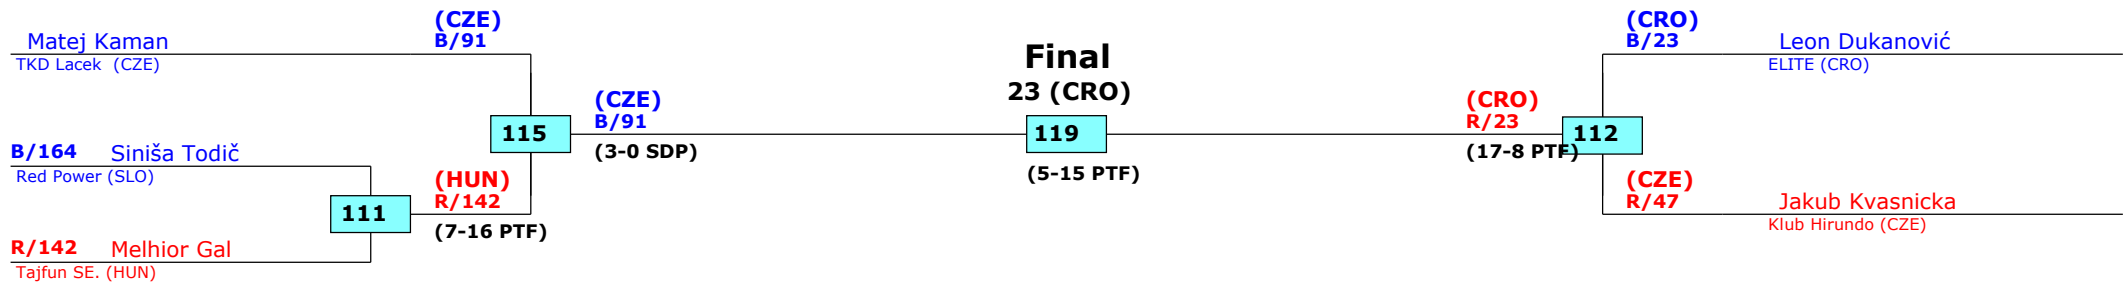 Matej Kaman
TKD Lacek (CZE)
(CZE)
B/91
B/164 Siniša Todič
Red Power (SLO)
R/142 Melhior Gal
Tajfun SE. (HUN)
111
(HUN)
R/142
(7-16 PTF)
115
(CZE)
B/91
(3-0 SDP)
Final
23 (CRO)
119
(5-15 PTF)
(CRO)
R/23
(17-8 PTF)
112
(CRO)
B/23
Leon Dukanović
ELITE (CRO)
(CZE)
R/47
Jakub Kvasnicka
Klub Hirundo (CZE)